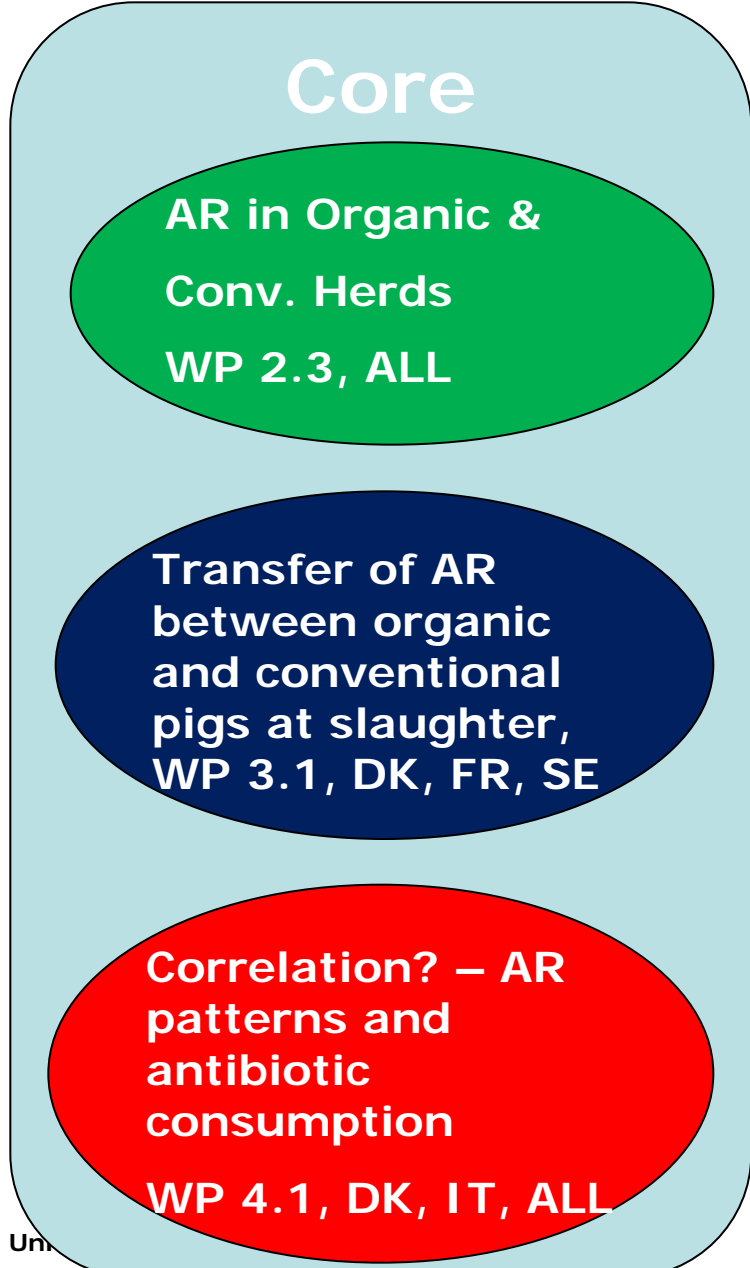 Core
AR in Organic &
Conv. Herds
WP 2.3, ALL
Transfer of AR
between organic
and conventional
pigs at slaughter,
WP 3.1, DK, FR, SE
Correlation? – AR
patterns and
antibiotic
consumption
WP 4.1, DK, IT, ALL